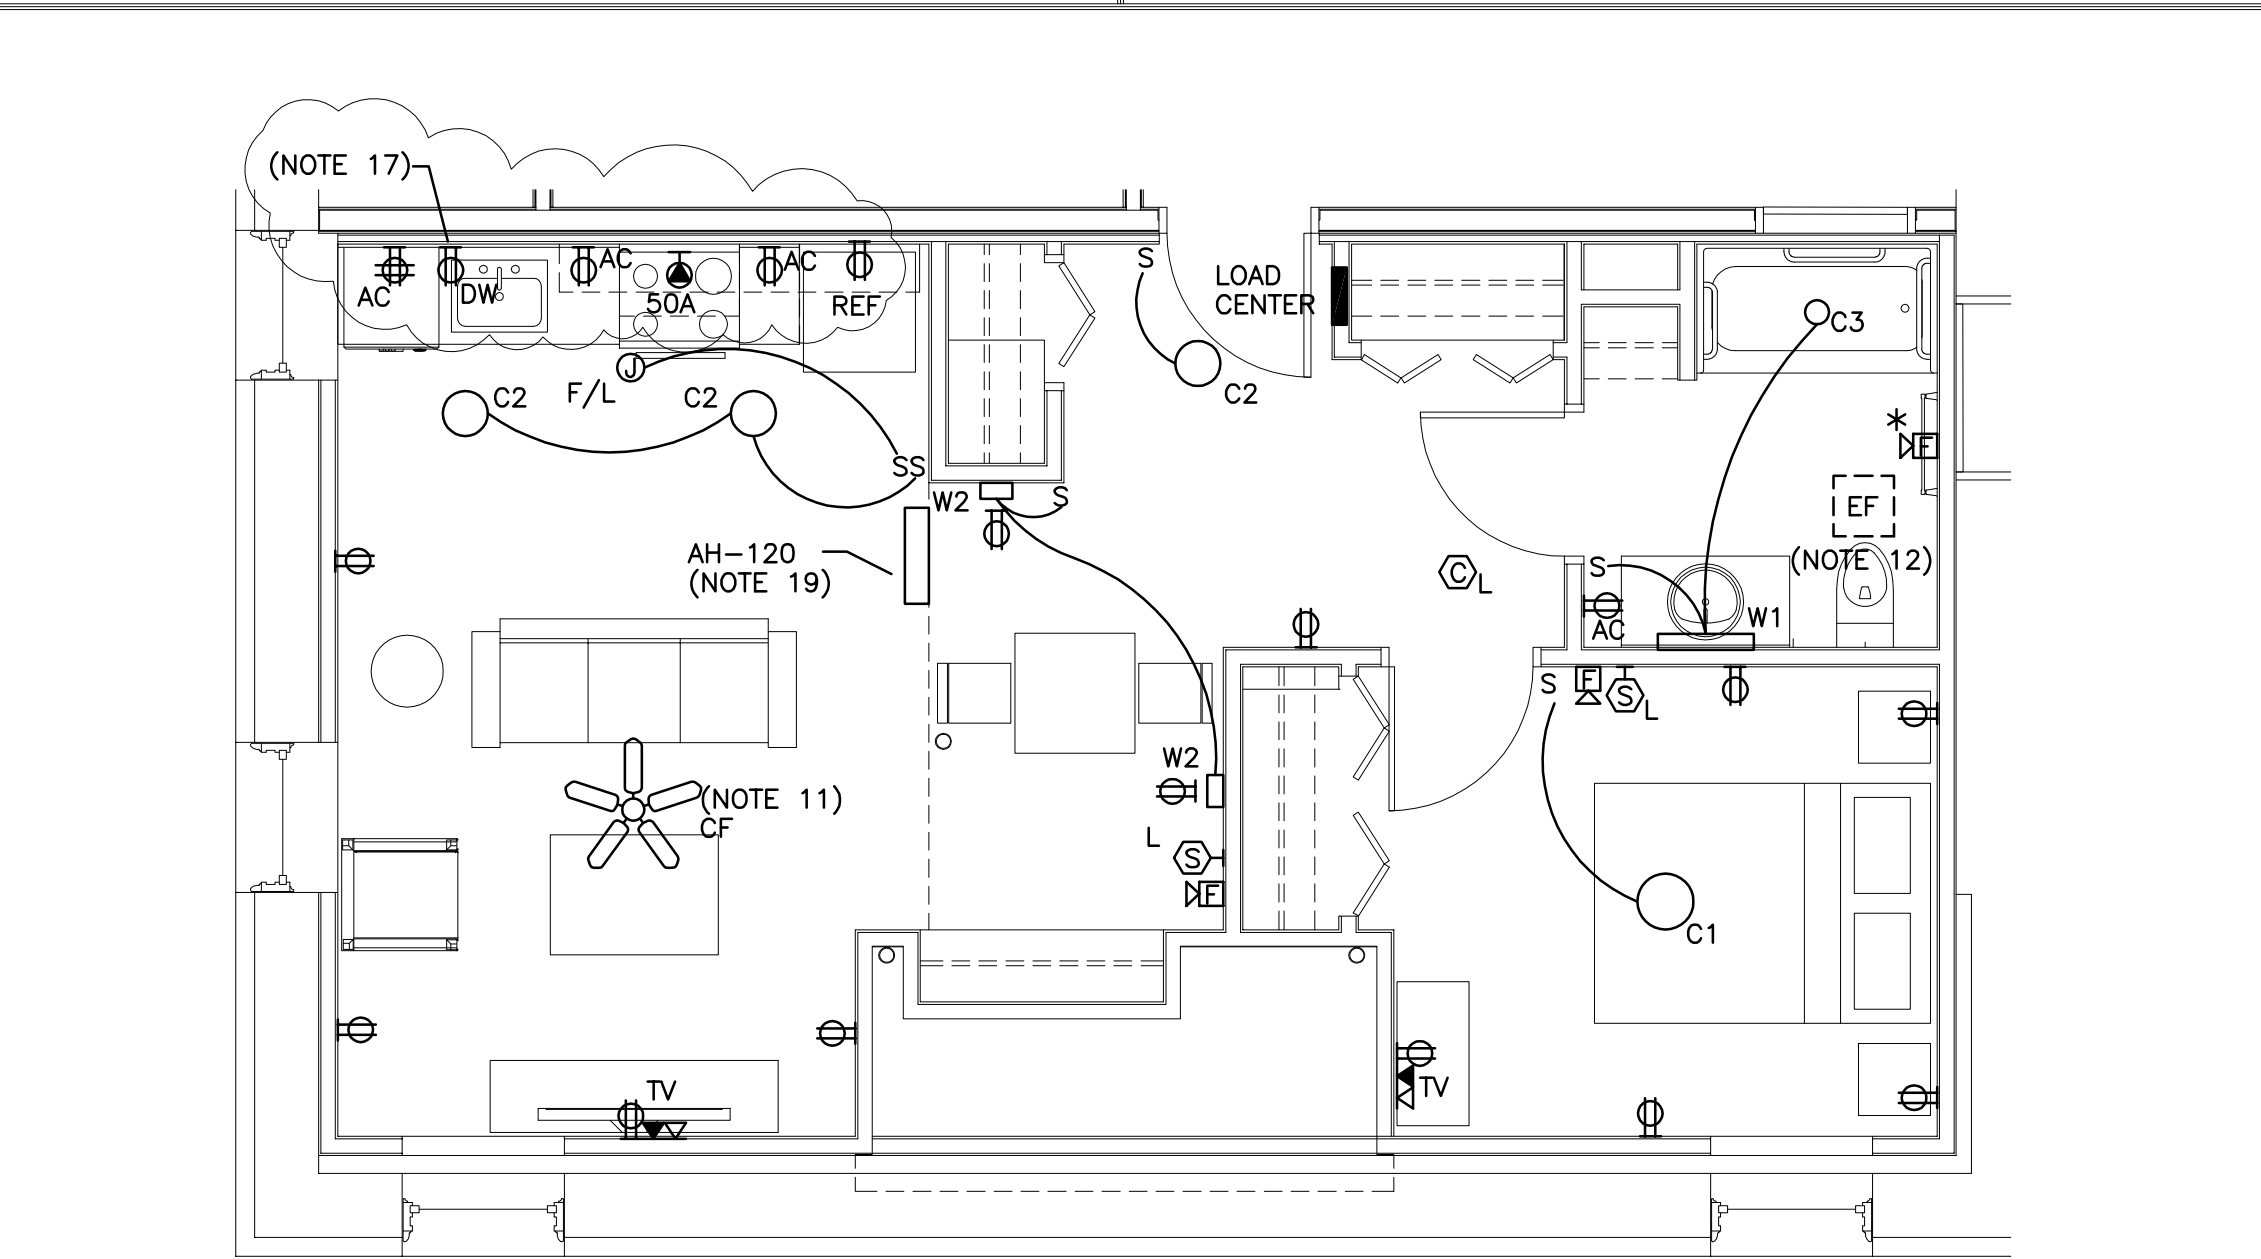 (NOTE 17)
AC
DW
AC
50A
AC
REF
S
LOAD
CENTER
C3
J
F/L
C2
C2
C2
SS
W2
S
*
F
EF
(NOTE 12)
AH-120
(NOTE 19)
C
L
S
AC
W1
S
F
S
L
W2
(NOTE 11)
CF
L
S
F
C1
TV
TV